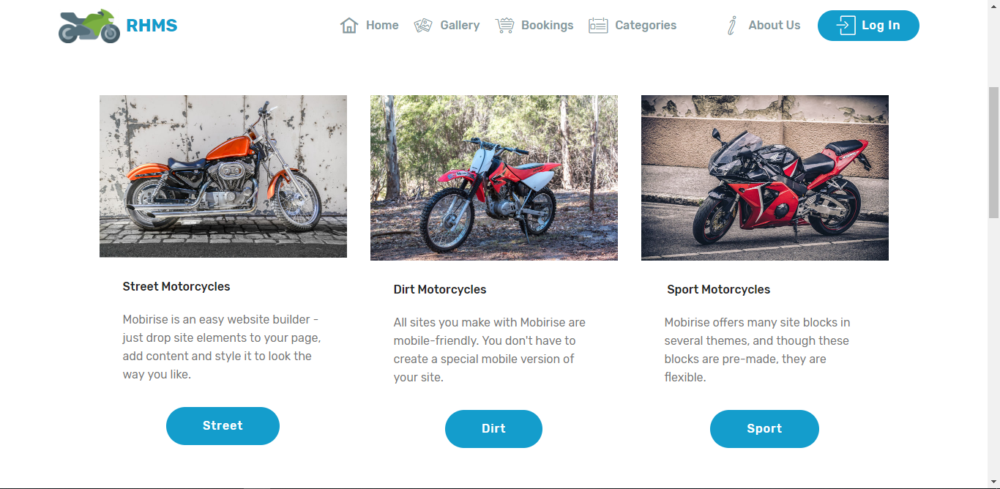 RHMS
Home
Gallery
Bookings
Categories
About Us
Log In
Street Motorcycles
Mobirise is an easy website builder -
just drop site elements to your page,
add content and style it to look the
way you like.
Street
Dirt Motorcycles
All sites you make with Mobirise are
mobile-friendly. You don't have to
create a special mobile version of
your site.
Dirt
Sport Motorcycles
Mobirise offers many site blocks in
several themes, and though these
blocks are pre-made, they are
flexible.
Sport